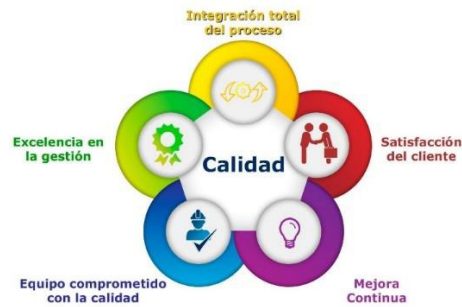 Integración total
del proceso
Excelencia en
la gestión
Calidad
Satisfacción
del cliente
Equipo comprometido
con la calidad
Mejora
Continua